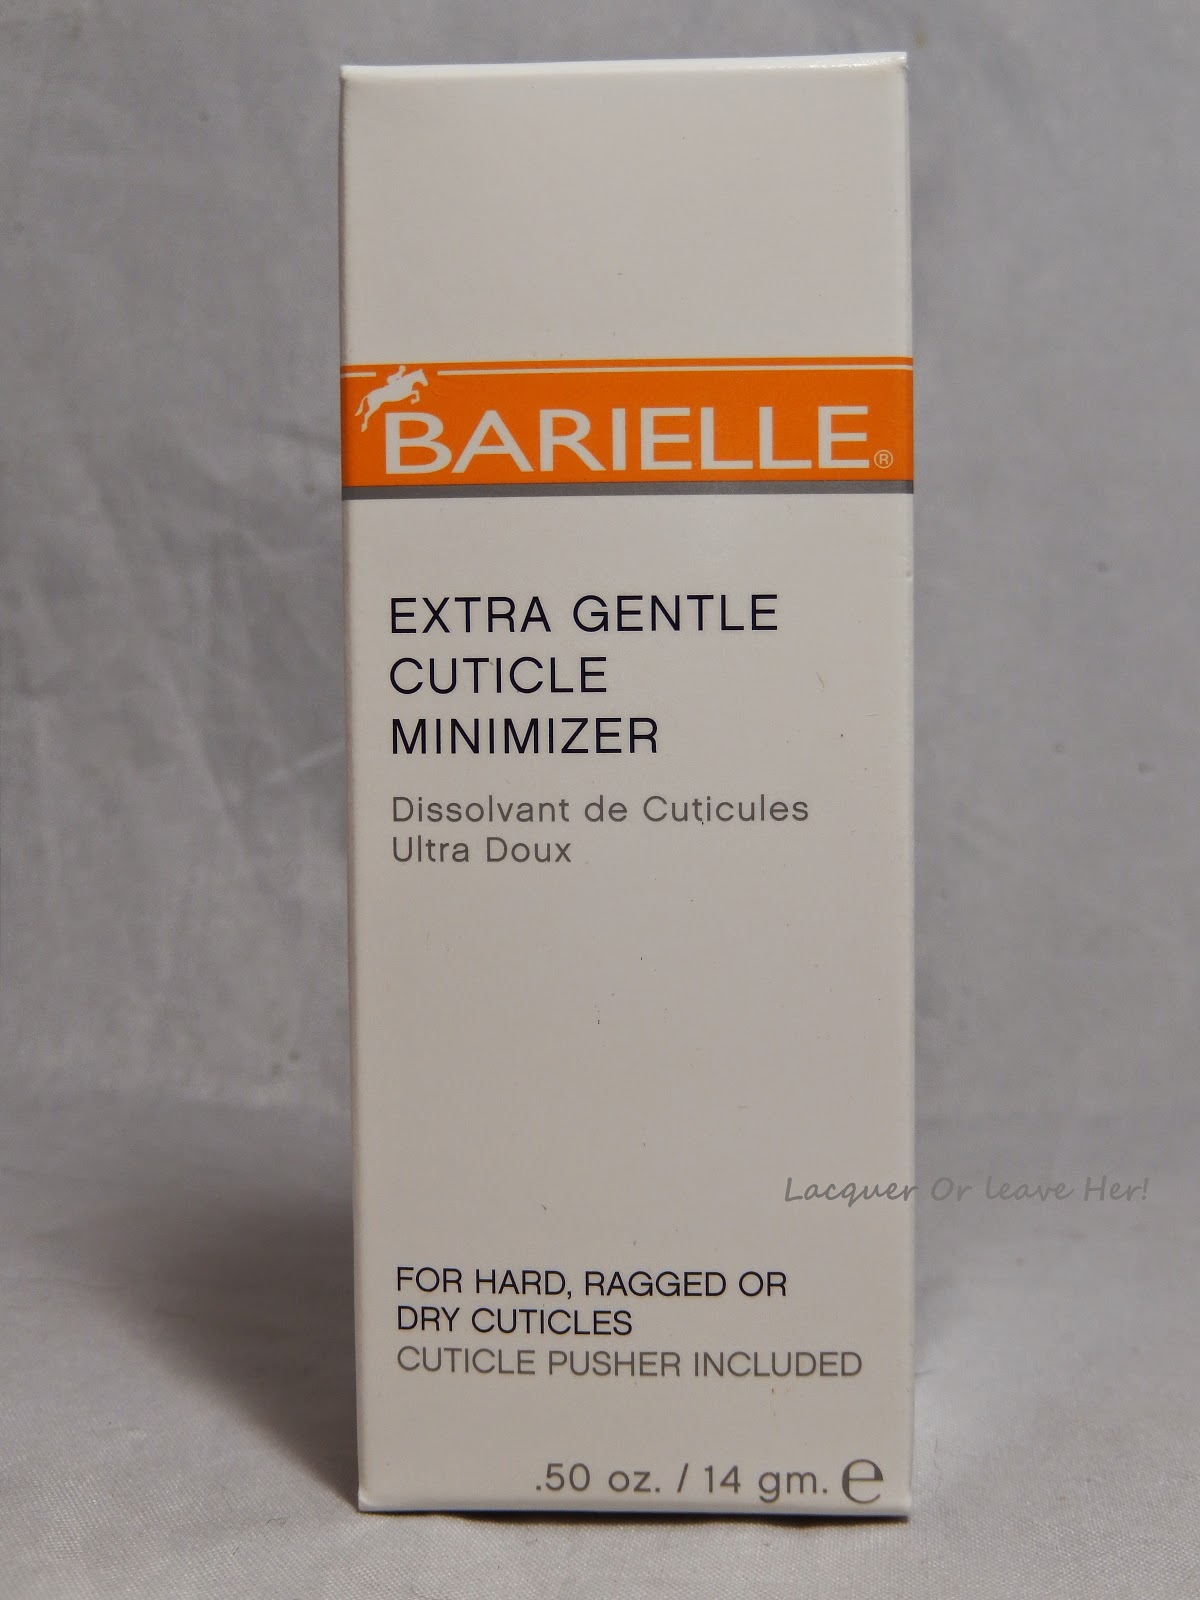 BARIELLE®
EXTRA GENTLE
CUTICLE
MINIMIZER
Dissolvant de Cuticules
Ultra Doux
Lacquer Or leave Her!
FOR HARD, RAGGED OR
DRY CUTICLES
CUTICLE PUSHER INCLUDED
.50 oz. / 14 gm. ℮